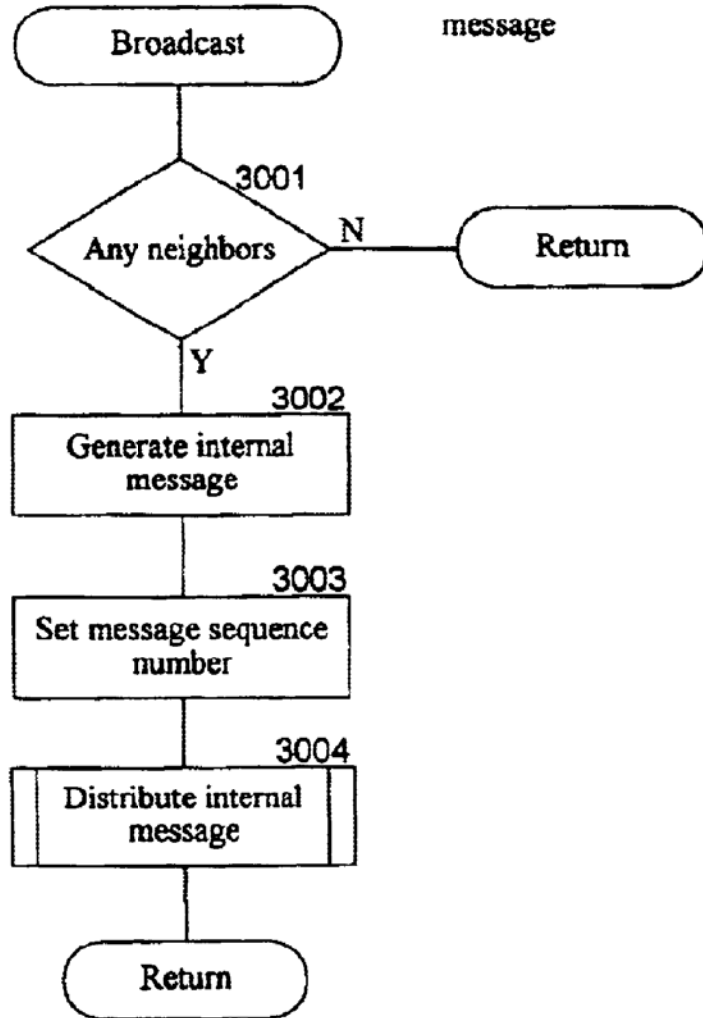 Broadcast
message
3001
Any neighbors
N
Return
Y
3002
Generate internal
message
3003
Set message sequence
number
3004
Distribute internal
message
Return